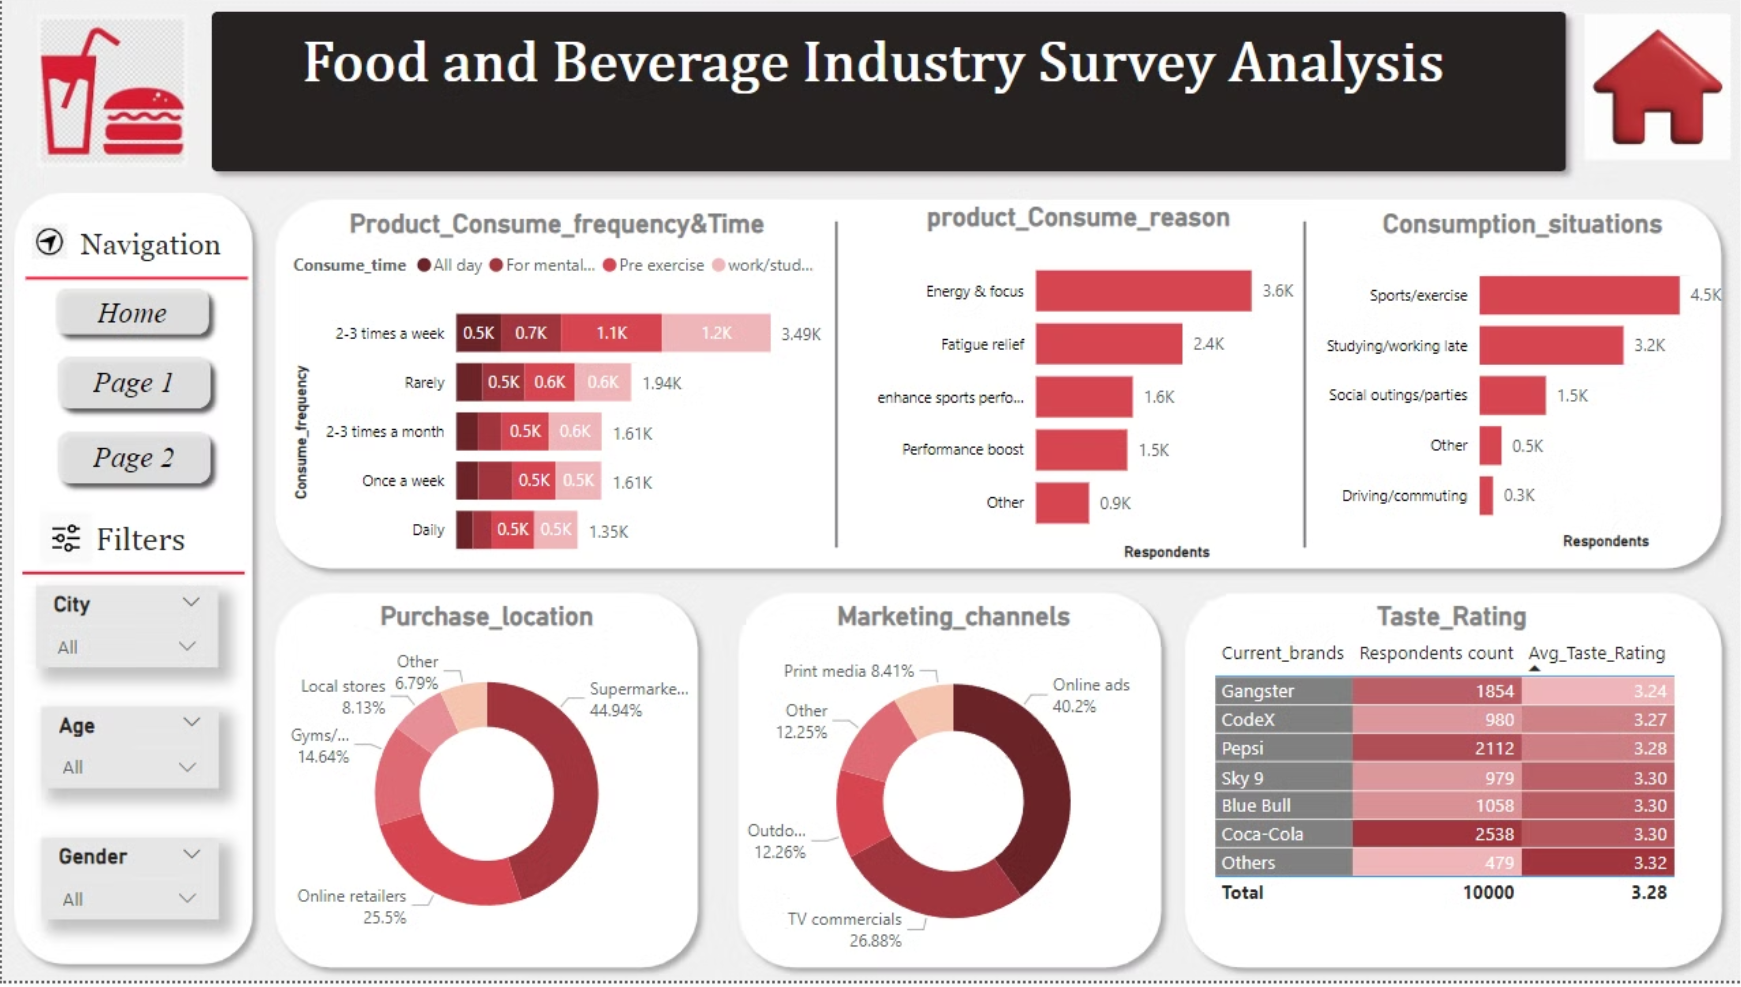 Food and Beverage Industry Survey Analysis
Navigation
Home
Page 1
Page 2
Filters
City
All
Age
All
Gender
All
Product_Consume_frequency&Time
Consume_time All day For mental... Pre exercise work/stud...
Consume_frequency
2-3 times a week 0.5K 0.7K 1.1K 1.2K 3.49K
Rarely 0.5K 0.6K 0.6K 1.94K
2-3 times a month 0.5K 0.6K 1.61K
Once a week 0.5K 0.5K 1.61K
Daily 0.5K 0.5K 1.35K
product_Consume_reason
Energy & focus 3.6K
Fatigue relief 2.4K
enhance sports perfo... 1.6K
Performance boost 1.5K
Other 0.9K
Respondents
Consumption_situations
Sports/exercise 4.5K
Studying/working late 3.2K
Social outings/parties 1.5K
Other 0.5K
Driving/commuting 0.3K
Respondents
Purchase_location
Other
6.79%
Local stores
8.13%
Gyms/...
14.64%
Online retailers
25.5%
Supermarke...
44.94%
Marketing_channels
Print media 8.41%
Other
12.25%
Outdo...
12.26%
TV commercials
26.88%
Online ads
40.2%
Taste_Rating
Current_brands Respondents count Avg_Taste_Rating
Gangster 1854 3.24
CodeX 980 3.27
Pepsi 2112 3.28
Sky 9 979 3.30
Blue Bull 1058 3.30
Coca-Cola 2538 3.30
Others 479 3.32
Total 10000 3.28